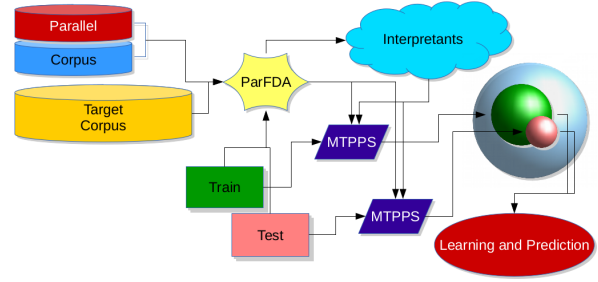 Parallel
Corpus
Target
Corpus
ParFDA
Interpretants
MTPPS
Train
MTPPS
Test
Learning and Prediction